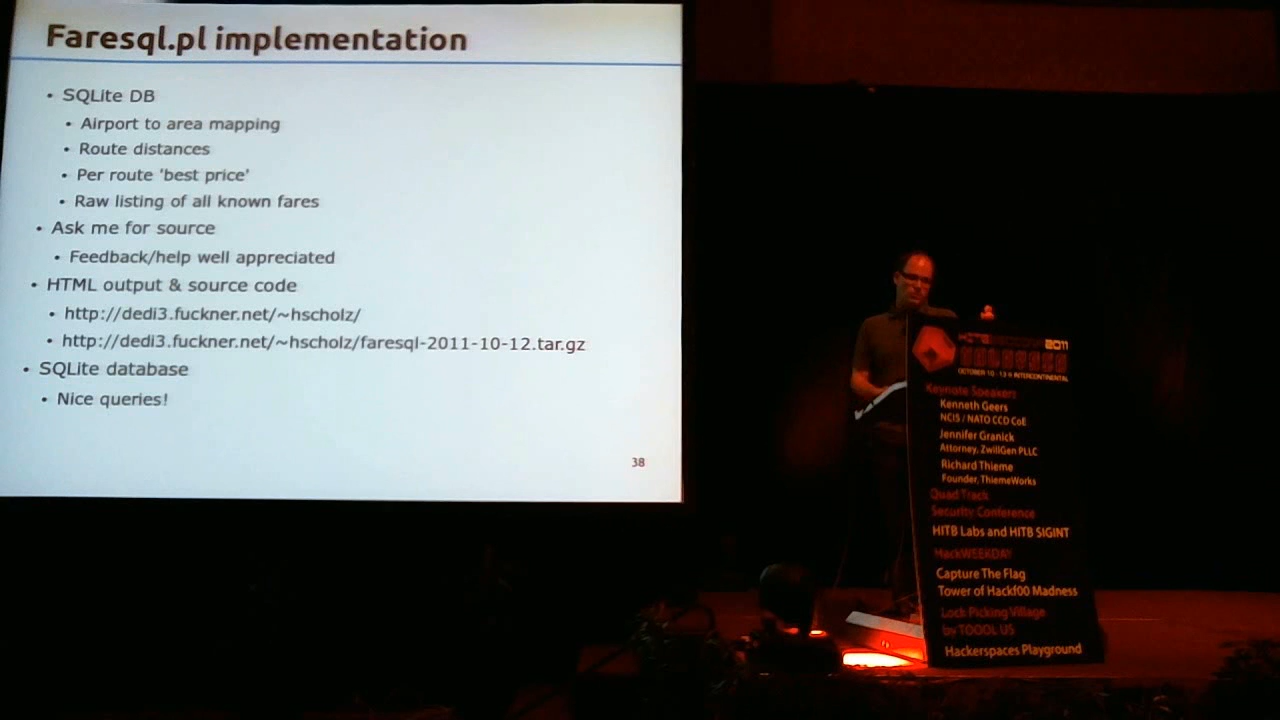 Faresql.pl implementation
• SQLite DB
• Airport to area mapping
• Route distances
• Per route 'best price'
• Raw listing of all known fares
• Ask me for source
• Feedback/help well appreciated
• HTML output & source code
• http://dedi3.fuckner.net/~hscholz/
• http://dedi3.fuckner.net/~hscholz/faresql-2011-10-12.tar.gz
• SQLite database
• Nice queries!
38
2011
OCTOBER 10 - 13 @ INTERCONTINENTAL
Keynote Speakers
Kenneth Geers
NCIS / NATO CCD CoE
Jennifer Granick
Attorney, ZwillGen PLLC
Richard Thieme
Founder, ThiemeWorks
Quad Track
Security Conference
HITB Labs and HITB SIGINT
HackWEEKDAY
Capture The Flag
Tower of Hackf00 Madness
Lock Picking Village
by TOOOL US
Hackerspaces Playground